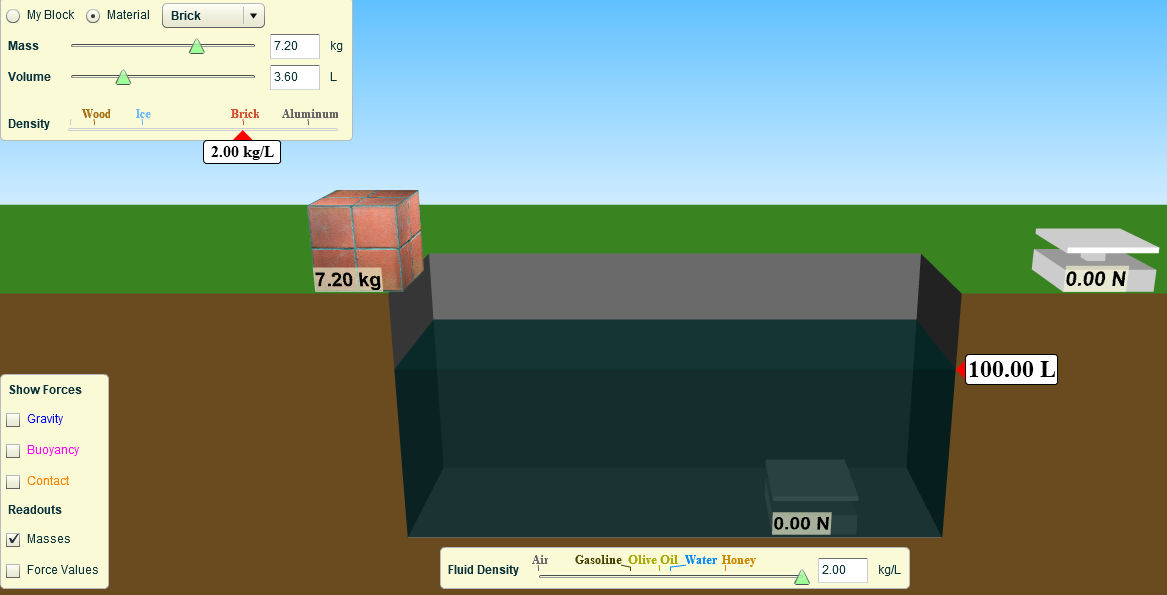 My Block Material Brick
Mass 7.20 kg
Volume 3.60 L
Wood Ice Brick Aluminum
Density
2.00 kg/L
7.20 kg
0.00 N
100.00 L
Show Forces
Gravity
Buoyancy
Contact
Readouts
Masses
Force Values
0.00 N
Air Gasoline Olive Oil Water Honey
Fluid Density 2.00 kg/L